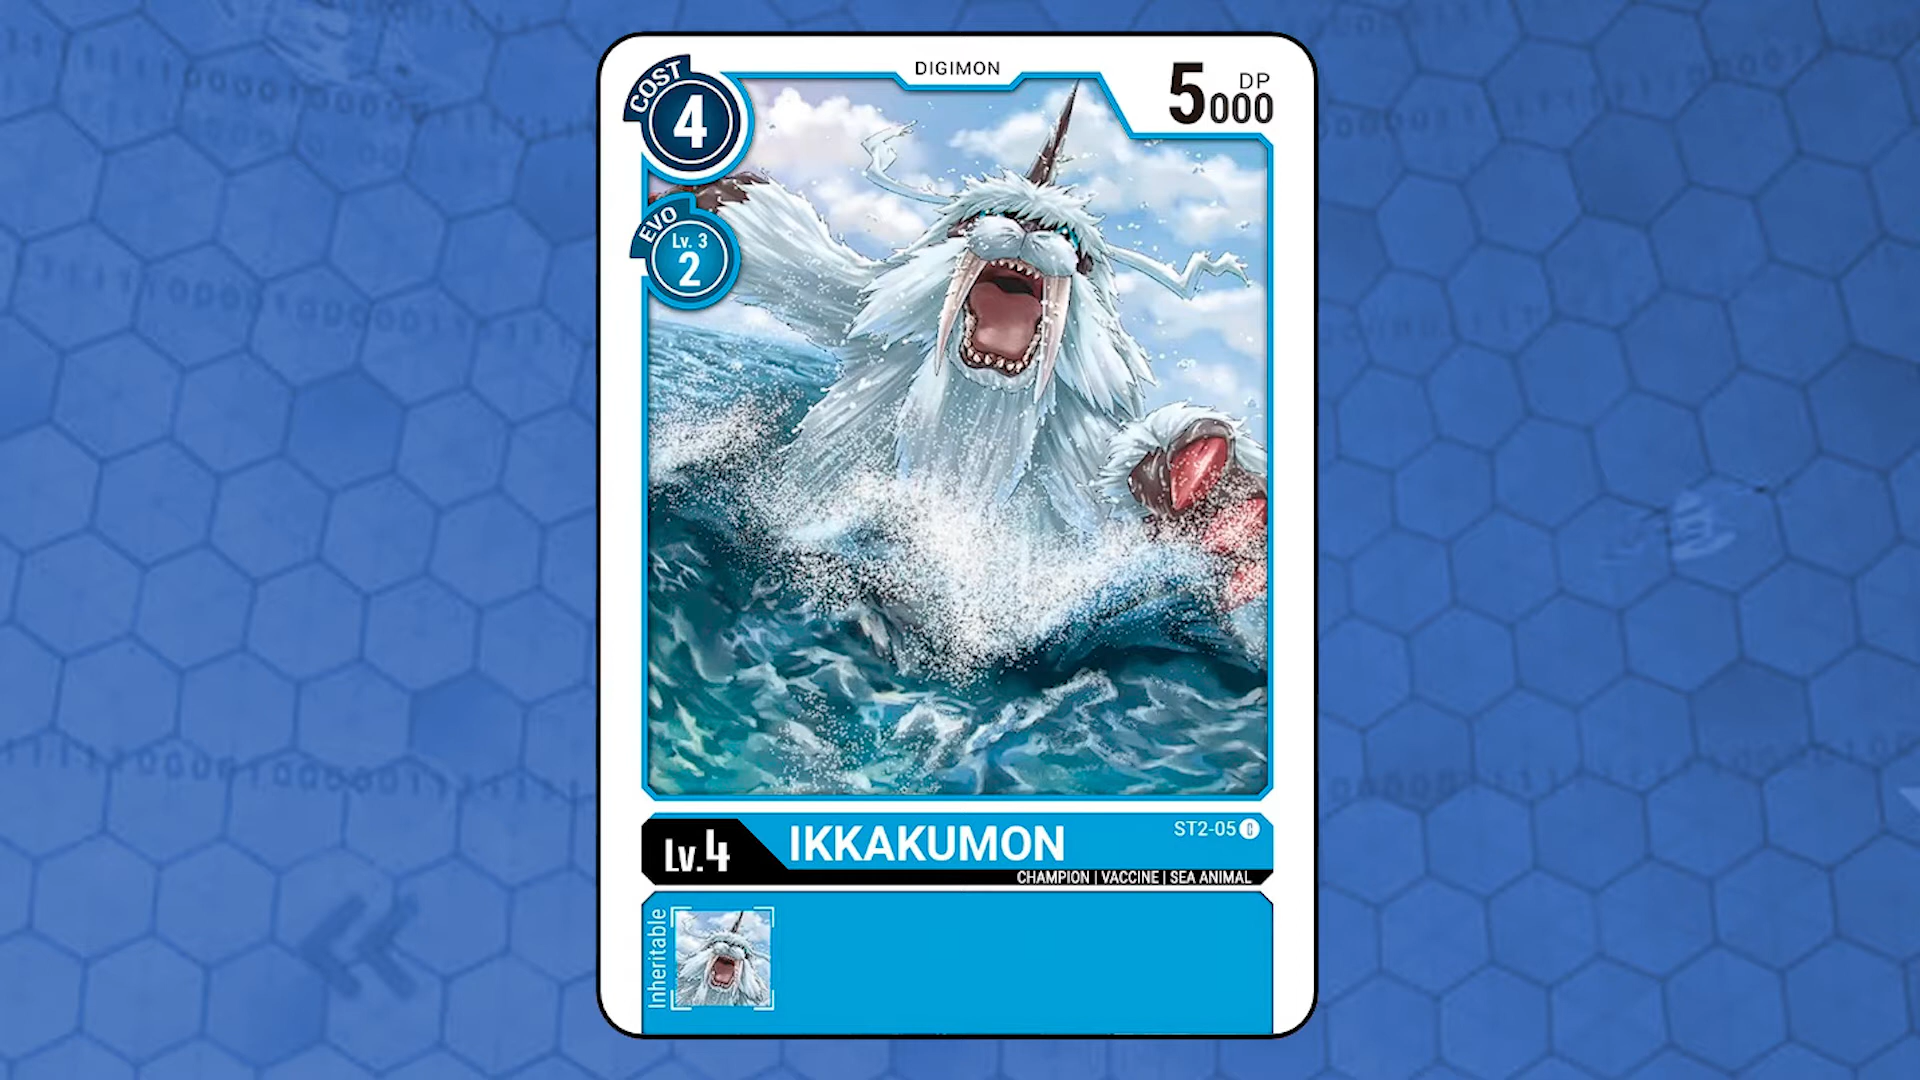 DIGIMON
COST
4
DP
5000
EVO
Lv. 3
2
Lv.4
IKKAKUMON
ST2-05 C
CHAMPION | VACCINE | SEA ANIMAL
Inheritable